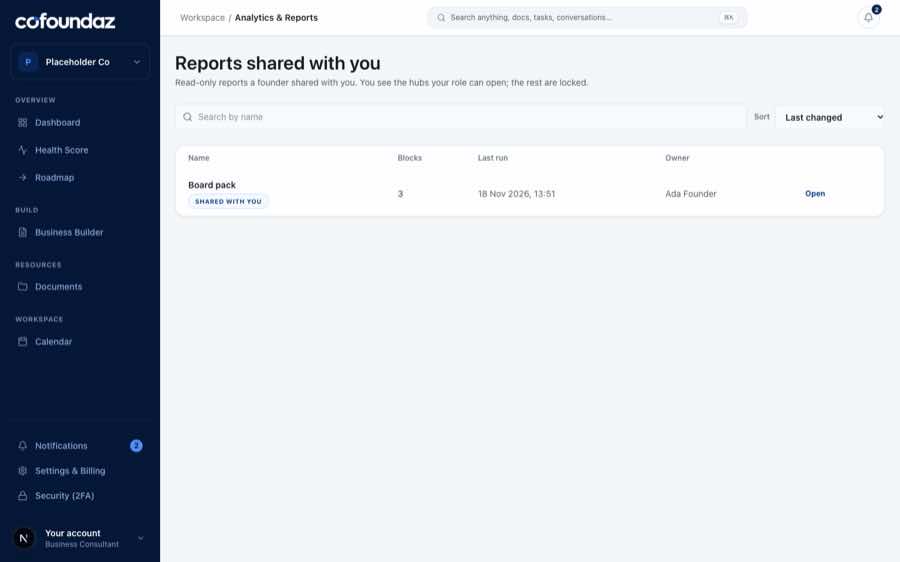 cofoundaz
Workspace / Analytics & Reports
Search anything, docs, tasks, conversations...
⌘K
2
P
Placeholder Co
OVERVIEW
Dashboard
Health Score
Roadmap
BUILD
Business Builder
RESOURCES
Documents
WORKSPACE
Calendar
Notifications
2
Settings & Billing
Security (2FA)
N
Your account
Business Consultant
Reports shared with you
Read-only reports a founder shared with you. You see the hubs your role can open; the rest are locked.
Search by name
Sort
Last changed
Name Blocks Last run Owner
Board pack
SHARED WITH YOU
3 18 Nov 2026, 13:51 Ada Founder Open